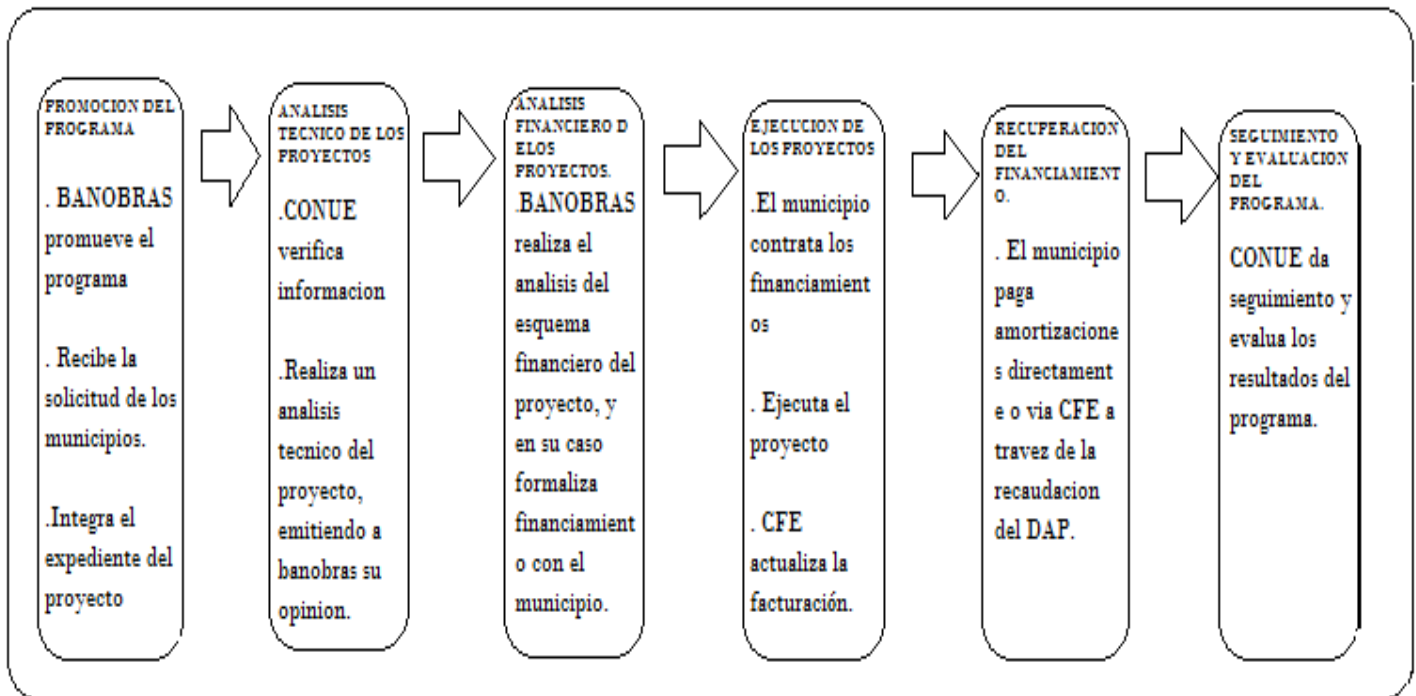 PROMOCION DEL
PROGRAMA
. BANOBRAS
promueve el
programa
. Recibe la
solicitud de los
municipios.
.Integra el
expediente del
proyecto
ANALISIS
TECNICO DE LOS
PROYECTOS
.CONUE
verifica
informacion
.Realiza un
analisis
tecnico del
proyecto,
emitiendo a
banobras su
opinion.
ANALISIS
FINANCIERO D
ELOS
PROYECTOS.
.BANOBRAS
realiza el
analisis del
esquema
financiero del
proyecto, y
en su caso
formaliza
financiamient
o con el
municipio.
EJECUCION DE
LOS PROYECTOS
.El municipio
contrata los
financiamient
os
. Ejecuta el
proyecto
. CFE
actualiza la
facturación.
RECUPERACION
DEL
FINANCIAMIENT
O.
. El municipio
paga
amortizacione
s directament
e o via CFE a
travez de la
recaudacion
del DAP.
SEGUIMIENTO
Y EVALUACION
DEL
PROGRAMA.
CONUE da
seguimiento y
evalua los
resultados del
programa.